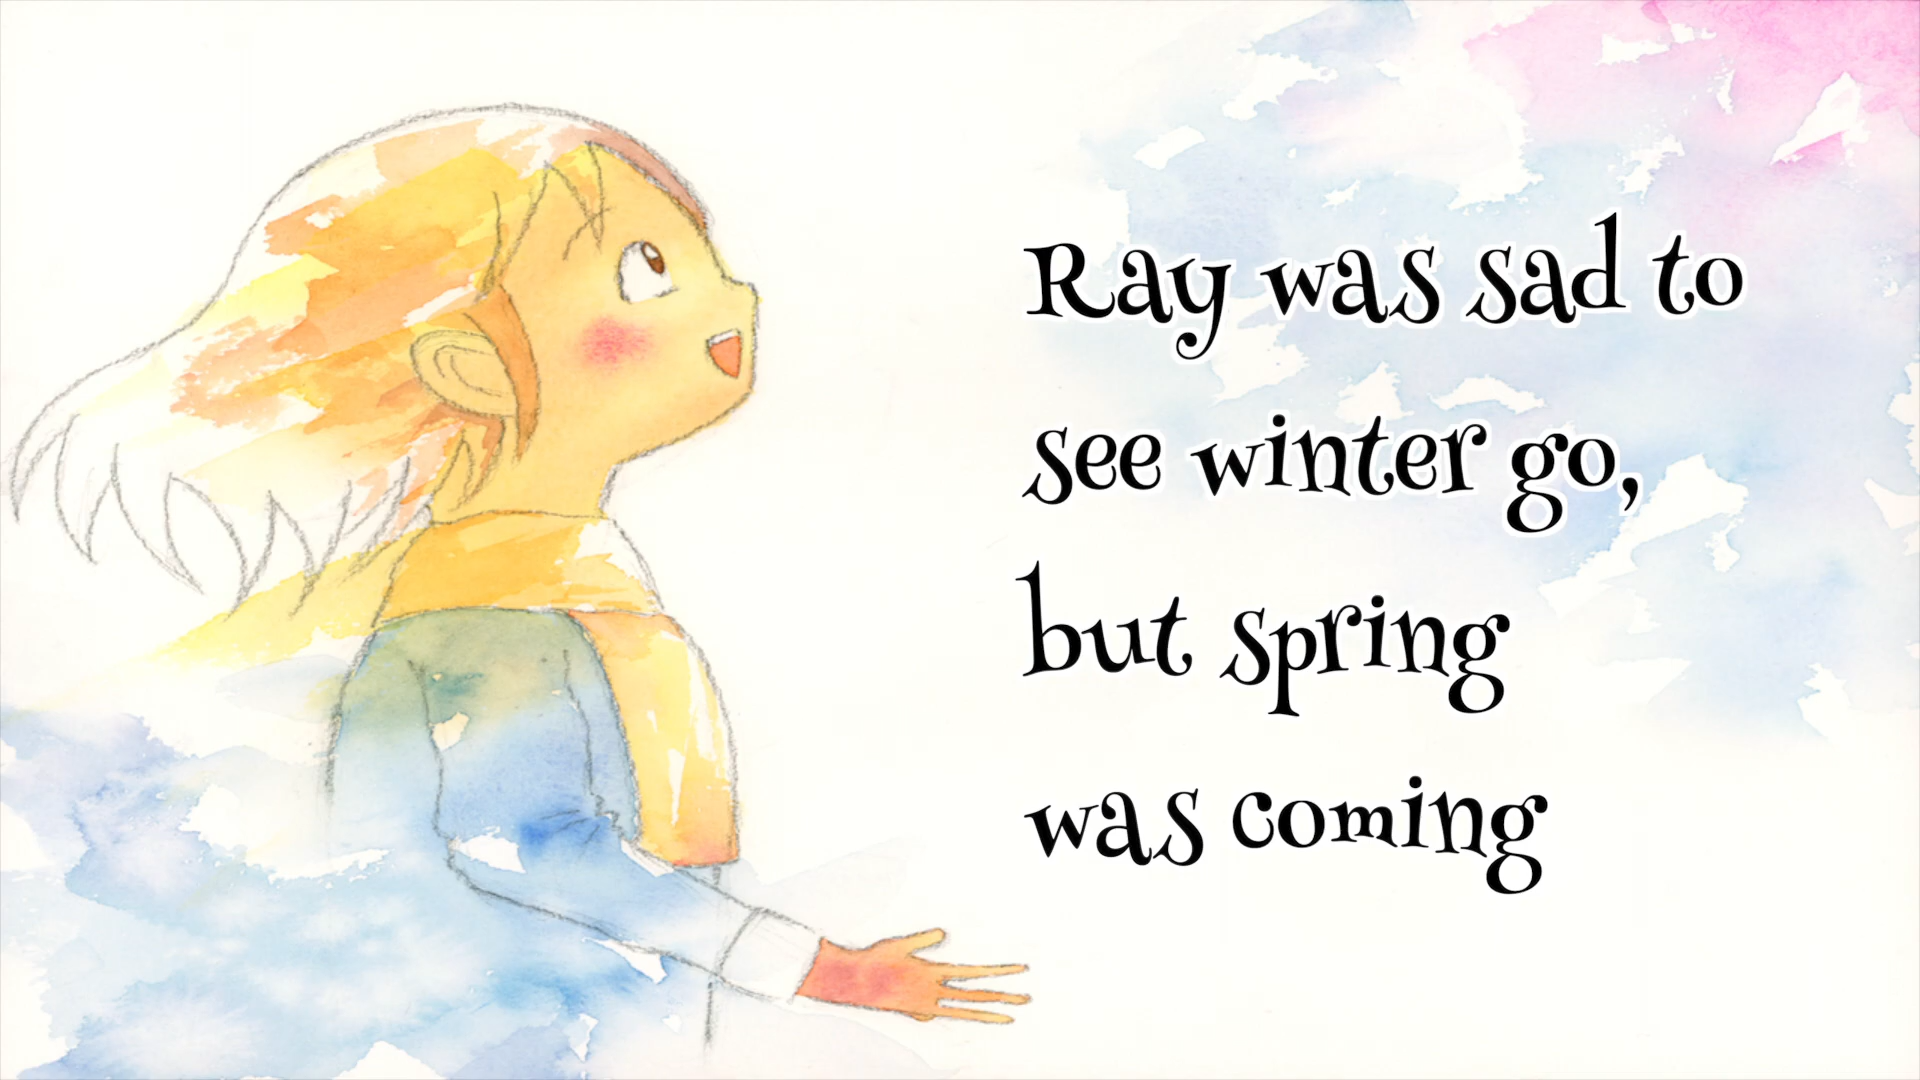 Ray was sad to
see winter go,
but spring
was coming